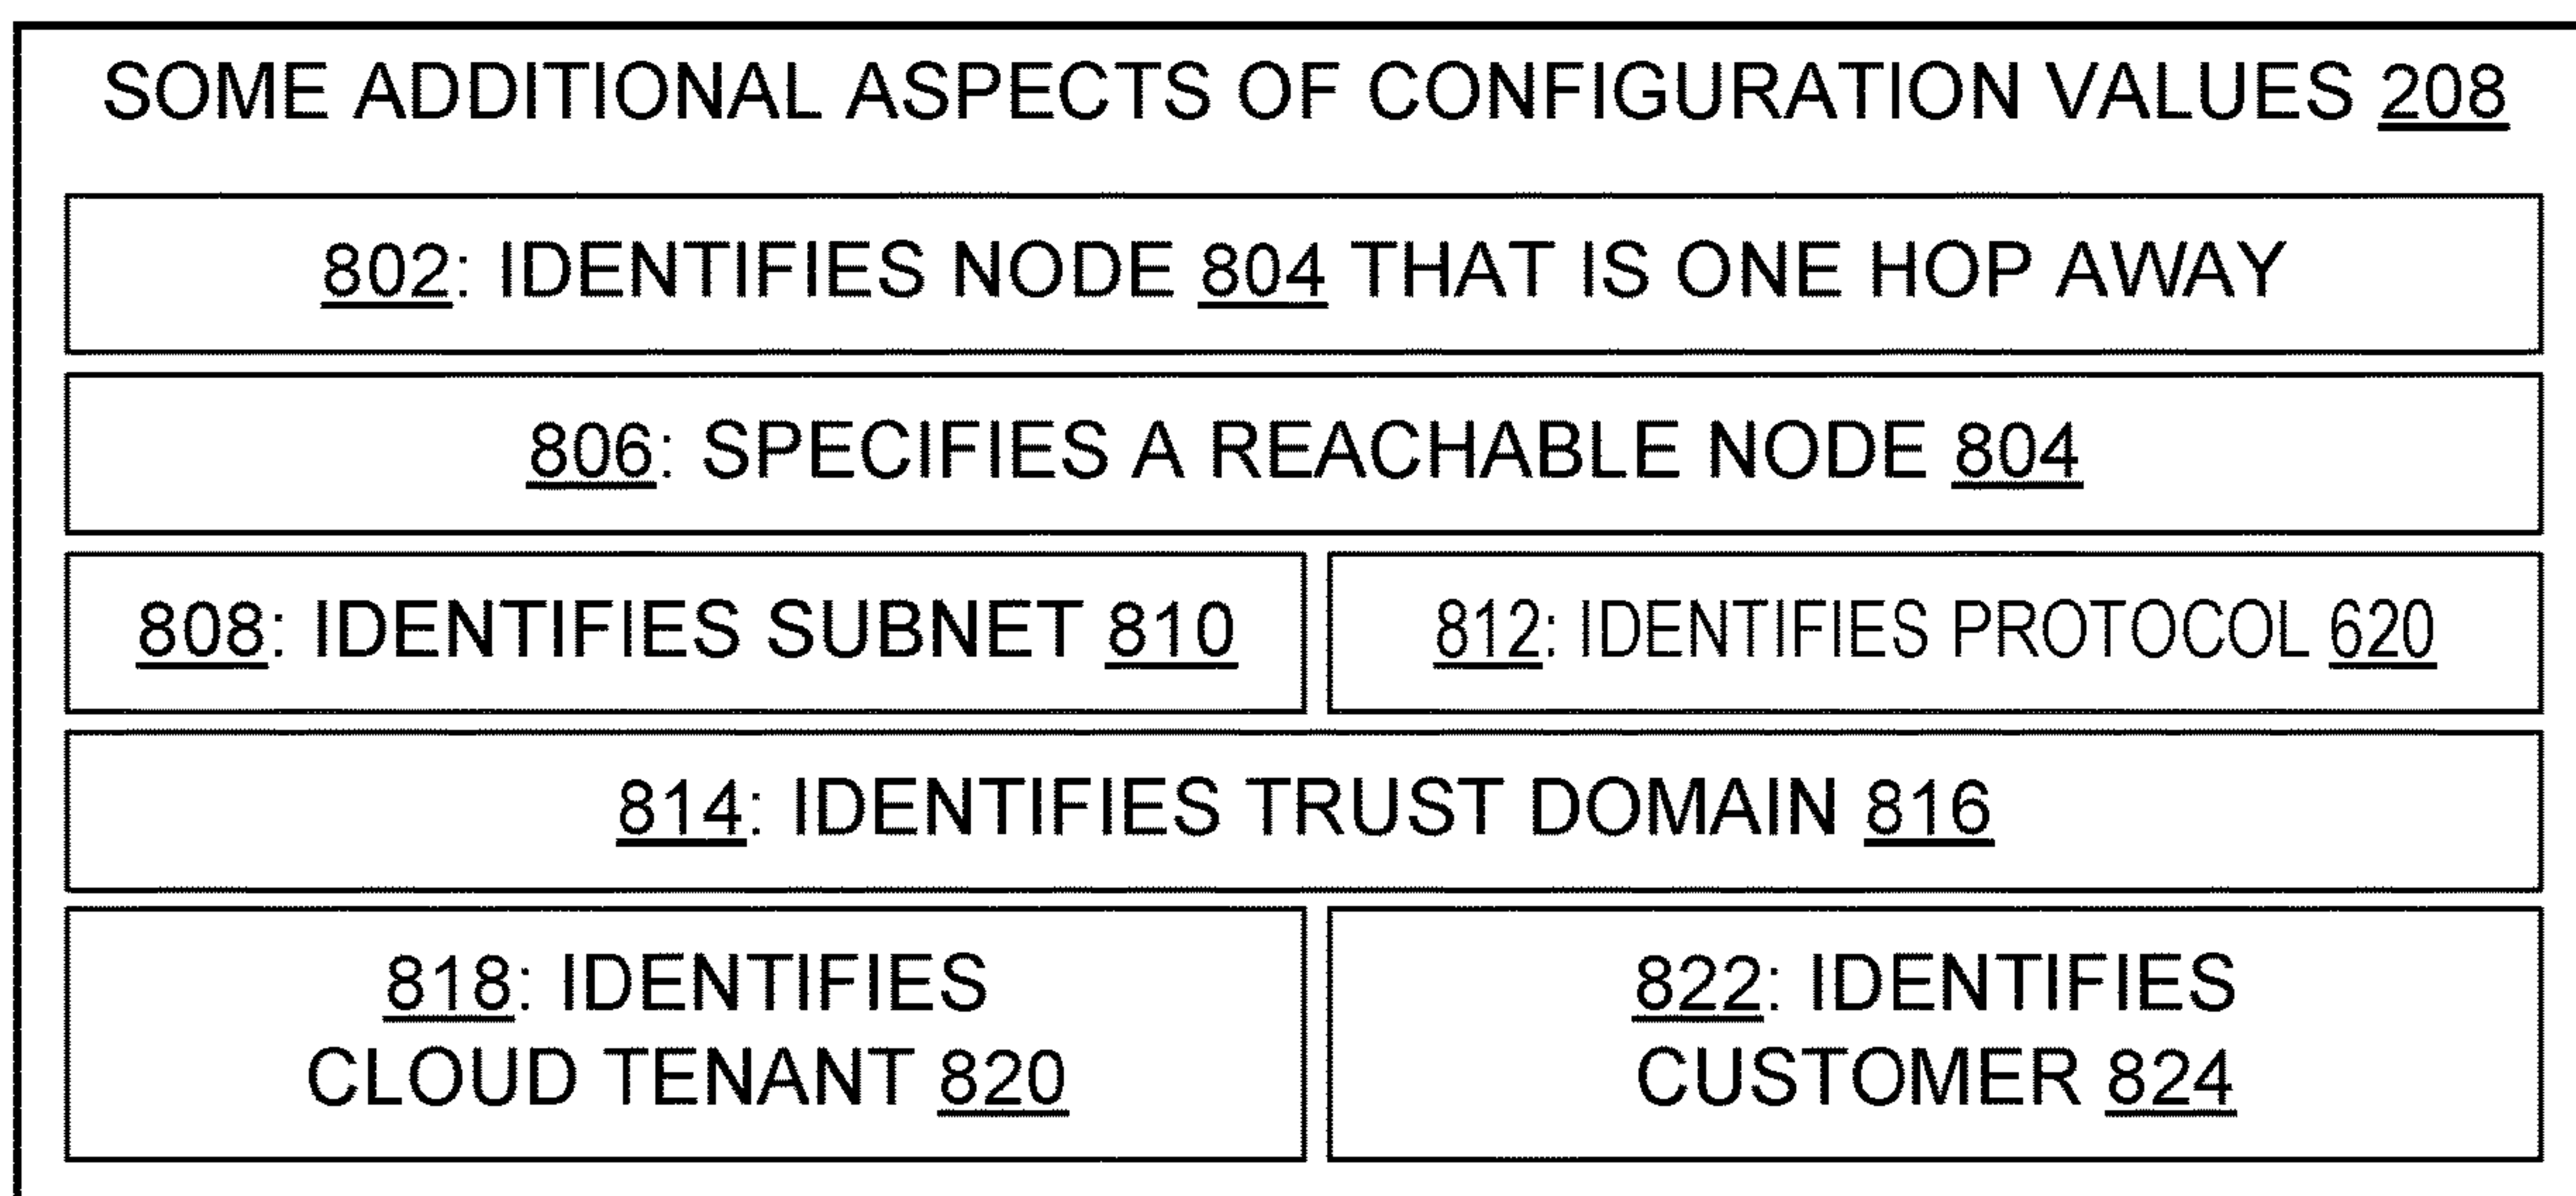 SOME ADDITIONAL ASPECTS OF CONFIGURATION VALUES 208
802: IDENTIFIES NODE 804 THAT IS ONE HOP AWAY
806: SPECIFIES A REACHABLE NODE 804
808: IDENTIFIES SUBNET 810
812: IDENTIFIES PROTOCOL 620
814: IDENTIFIES TRUST DOMAIN 816
818: IDENTIFIES
CLOUD TENANT 820
822: IDENTIFIES
CUSTOMER 824